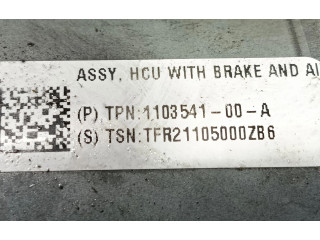 ASSY, HCU WITH BRAKE AND AI
(P) TPN:1103541-00-A
(S) TSN:TFR21105000ZB6